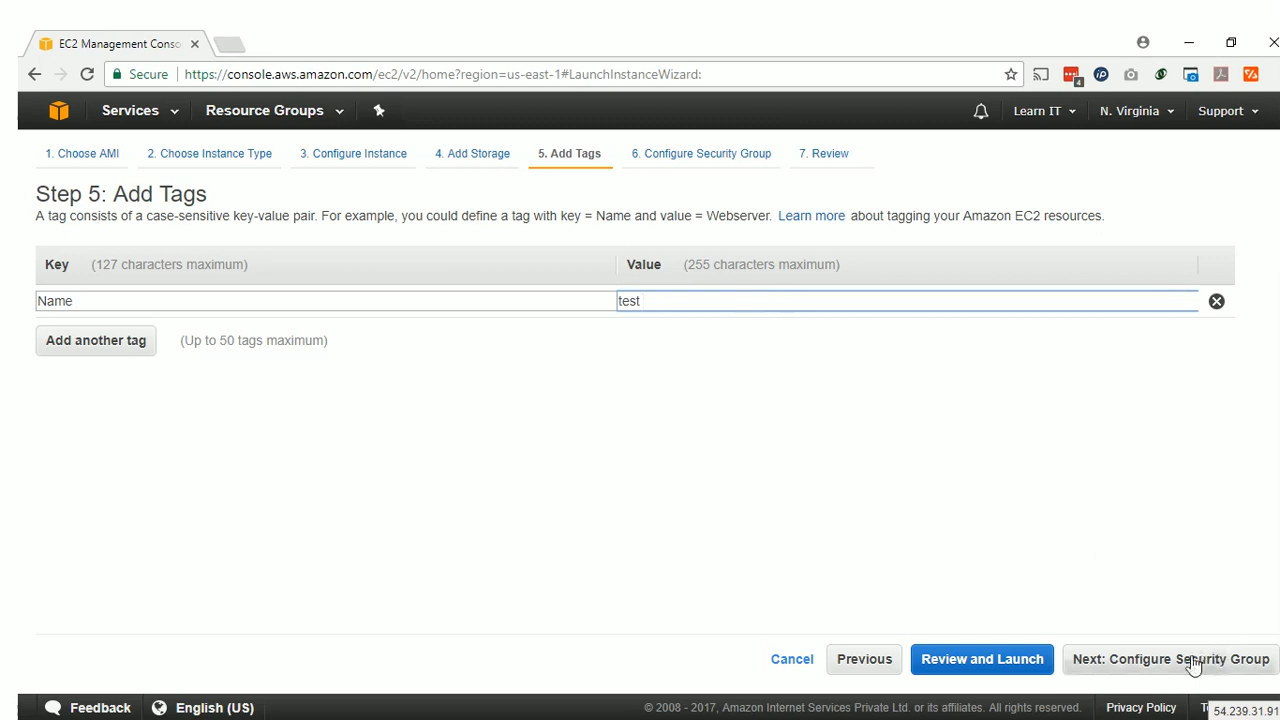 EC2 Management Conso
Secure https://console.aws.amazon.com/ec2/v2/home?region=us-east-1#LaunchInstanceWizard:
4
Services Resource Groups Learn IT N. Virginia Support
1. Choose AMI 2. Choose Instance Type 3. Configure Instance 4. Add Storage 5. Add Tags 6. Configure Security Group 7. Review
Step 5: Add Tags
A tag consists of a case-sensitive key-value pair. For example, you could define a tag with key = Name and value = Webserver. Learn more about tagging your Amazon EC2 resources.
Key (127 characters maximum) Value (255 characters maximum)
Name test
Add another tag (Up to 50 tags maximum)
Cancel Previous Review and Launch Next: Configure Security Group
Feedback English (US) © 2008 - 2017, Amazon Internet Services Private Ltd. or its affiliates. All rights reserved. Privacy Policy
54.239.31.91